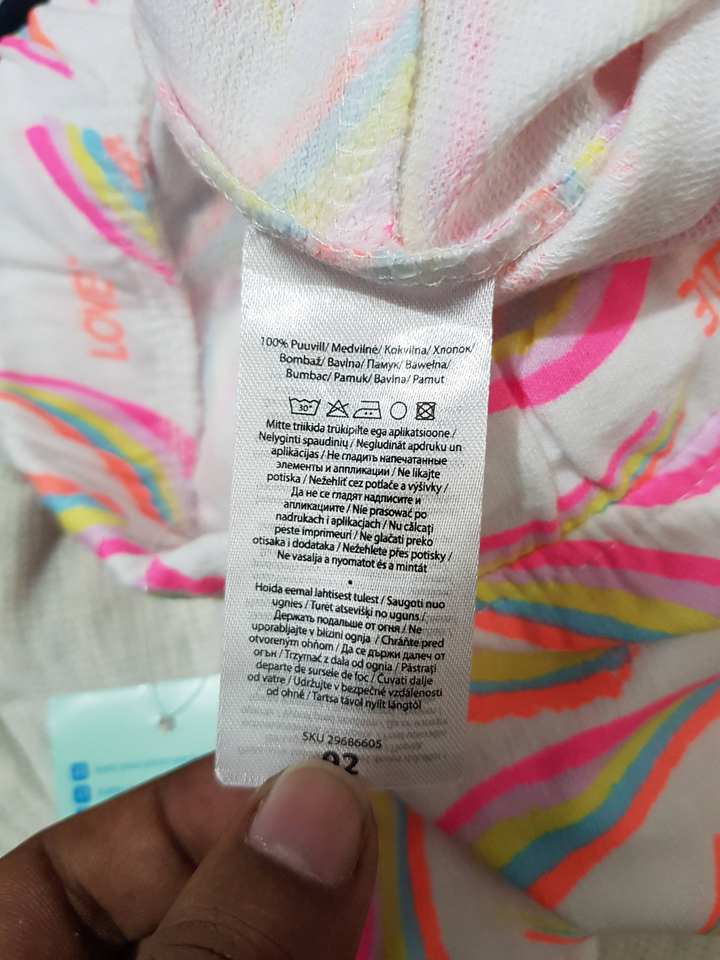 LOVE
100% Puuvill/ Medvilnė/ Kokvilna/ Хлопок/
Bombaž/ Bavlna/ Памук/ Bawełna/
Bumbac/ Pamuk/ Bavlna/ Pamut
30°
Mitte triikida trükipilte ega aplikatsioone /
Nelyginti spaudinių / Negludināt apdruku un
aplikācijas / Не гладить напечатанные
элементы и аппликации / Ne likajte
potiska / Nežehlit cez potlače a výšivky /
Да не се гладят надписите и
апликациите / Nie prasować po
nadrukach i aplikacjach / Nu călcați
peste imprimeuri / Ne glačati preko
otisaka i dodataka / Nežehlete přes potisky /
Ne vasalja a nyomatot és a mintát
•
Hoida eemal lahtisest tulest / Saugoti nuo
ugnies / Turēt atsevišķi no uguns /
Держать подальше от огня / Ne
uporabljajte v bližini ognja / Chráňte pred
otvoreným ohňom / Да се държи далеч от
огън / Trzymać z dala od ognia / Păstrați
departe de sursele de foc / Čuvati dalje
od vatre / Udržujte v bezpečné vzdálenosti
od ohně / Tartsa távol nyílt lángtól
SKU 29686605
92